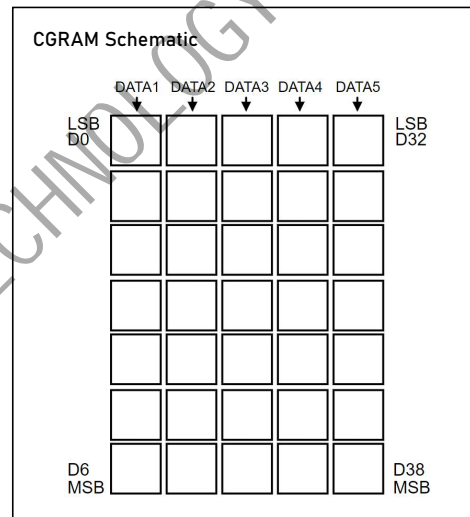 CGRAM Schematic
DATA1 DATA2 DATA3 DATA4 DATA5
LSB LSB
D0 D32
D6 D38
MSB MSB